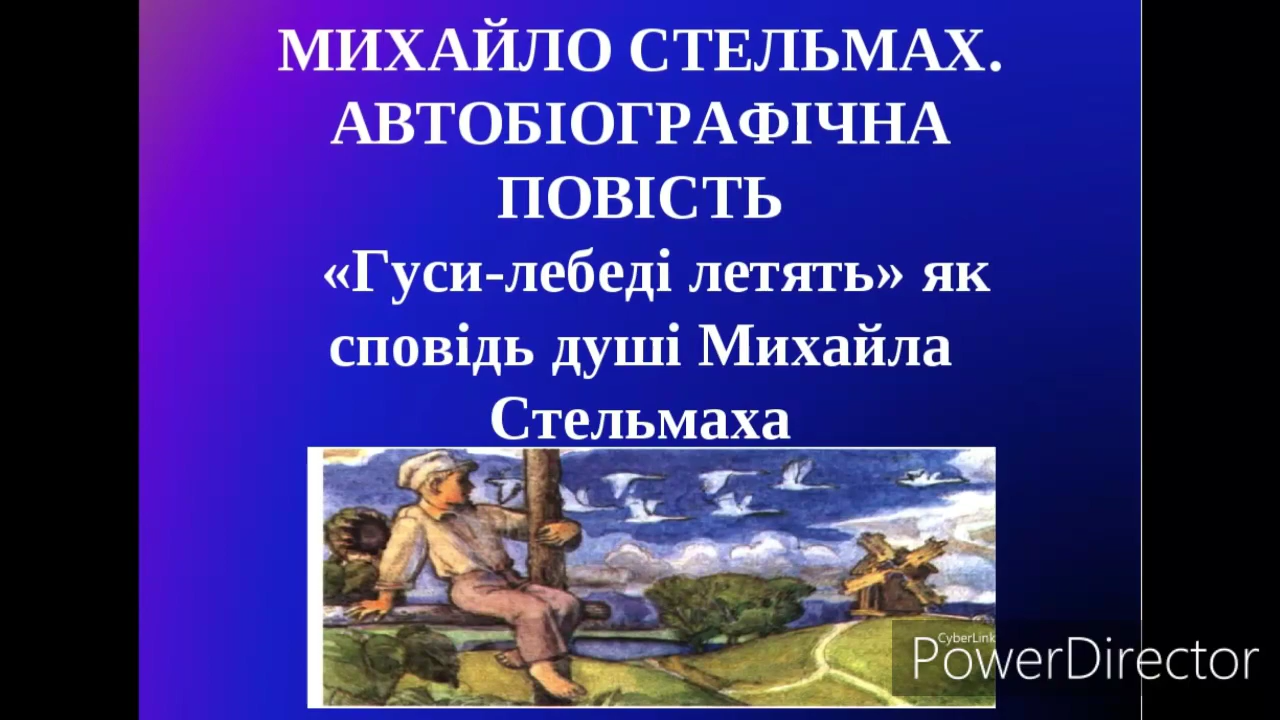 МИХАЙЛО СТЕЛЬМАХ.
АВТОБІОГРАФІЧНА
ПОВІСТЬ
«Гуси-лебеді летять» як
сповідь душі Михайла
Стельмаха
CyberLink
PowerDirector